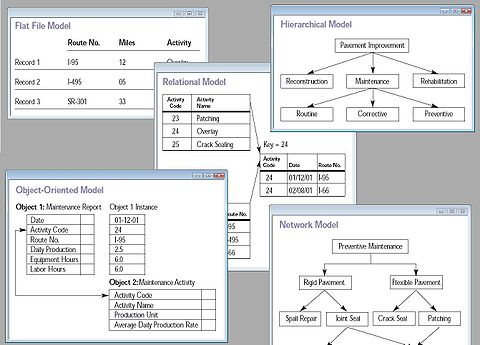 Flat File Model
Route No. Miles Activity
Record 1 I-95 12 Overlay
Record 2 I-495 05
Record 3 SR-301 33
Hierarchical Model
Pavement Improvement
Reconstruction Maintenance Rehabilitation
Routine Corrective Preventive
Relational Model
Activity Code Activity Name
23 Patching
24 Overlay
25 Crack Sealing
Key = 24
Activity Code Date Route No.
24 01/12/01 I-95
24 02/08/01 I-66
Route No.
I-95
I-495
I-66
Object-Oriented Model
Object 1: Maintenance Report Object 1 Instance
Date 01-12-01
Activity Code 24
Route No. I-95
Daily Production 2.5
Equipment Hours 6.0
Labor Hours 6.0
Object 2: Maintenance Activity
Activity Code
Activity Name
Production Unit
Average Daily Production Rate
Network Model
Preventive Maintenance
Rigid Pavement Flexible Pavement
Spall Repair Joint Seal Crack Seal Patching